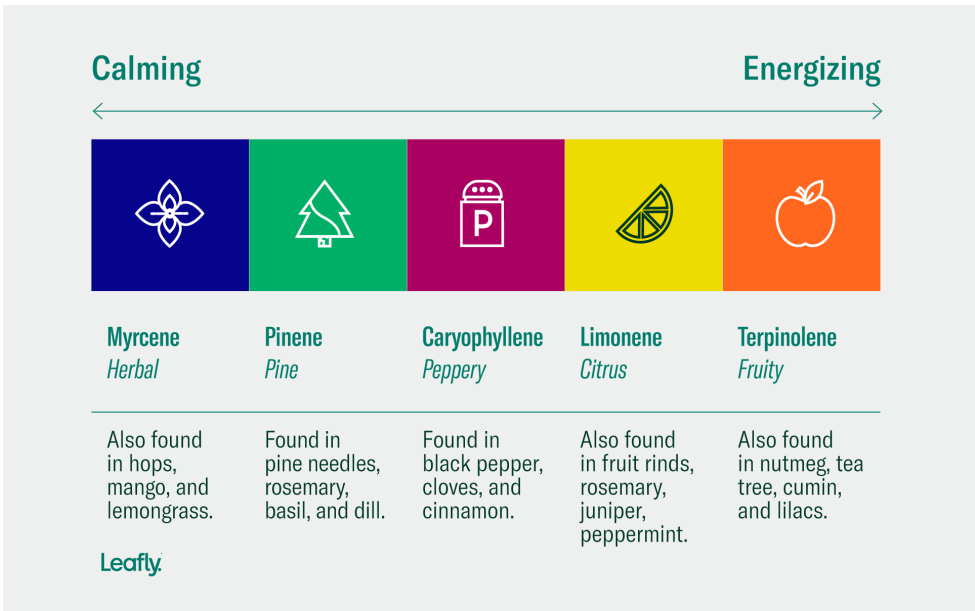 Calming
Energizing
P
Myrcene
Herbal
Pinene
Pine
Caryophyllene
Peppery
Limonene
Citrus
Terpinolene
Fruity
Also found
in hops,
mango, and
lemongrass.
Found in
pine needles,
rosemary,
basil, and dill.
Found in
black pepper,
cloves, and
cinnamon.
Also found
in fruit rinds,
rosemary,
juniper,
peppermint.
Also found
in nutmeg, tea
tree, cumin,
and lilacs.
Leafly.